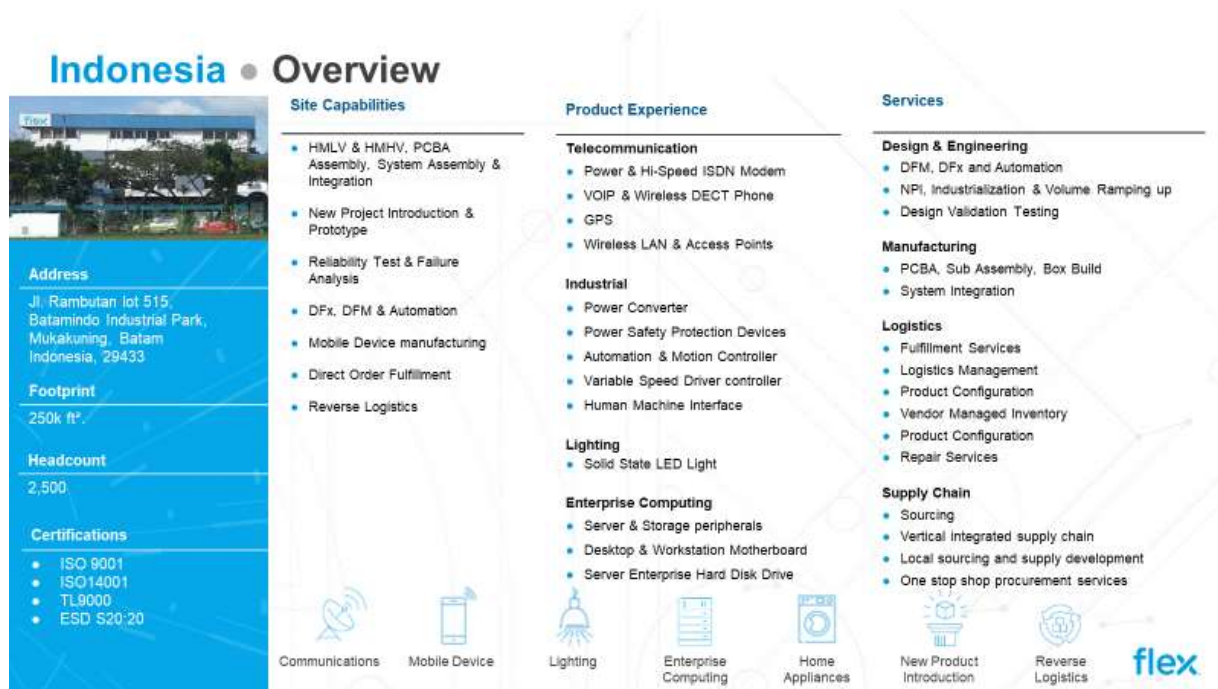 Indonesia ● Overview
flex
Address
Jl. Rambutan lot 515,
Batamindo Industrial Park,
Mukakuning, Batam
Indonesia, 29433
Footprint
250k ft².
Headcount
2,500
Certifications
● ISO 9001
● ISO14001
● TL9000
● ESD S20:20
Site Capabilities
● HMLV & HMHV, PCBA
Assembly, System Assembly &
Integration
● New Project Introduction &
Prototype
● Reliability Test & Failure
Analysis
● DFx, DFM & Automation
● Mobile Device manufacturing
● Direct Order Fulfillment
● Reverse Logistics
Product Experience
Telecommunication
● Power & Hi-Speed ISDN Modem
● VOIP & Wireless DECT Phone
● GPS
● Wireless LAN & Access Points
Industrial
● Power Converter
● Power Safety Protection Devices
● Automation & Motion Controller
● Variable Speed Driver controller
● Human Machine Interface
Lighting
● Solid State LED Light
Enterprise Computing
● Server & Storage peripherals
● Desktop & Workstation Motherboard
● Server Enterprise Hard Disk Drive
Services
Design & Engineering
● DFM, DFx and Automation
● NPI, Industrialization & Volume Ramping up
● Design Validation Testing
Manufacturing
● PCBA, Sub Assembly, Box Build
● System Integration
Logistics
● Fulfillment Services
● Logistics Management
● Product Configuration
● Vendor Managed Inventory
● Product Configuration
● Repair Services
Supply Chain
● Sourcing
● Vertical integrated supply chain
● Local sourcing and supply development
● One stop shop procurement services
Communications
Mobile Device
Lighting
Enterprise
Computing
Home
Appliances
New Product
Introduction
Reverse
Logistics
flex